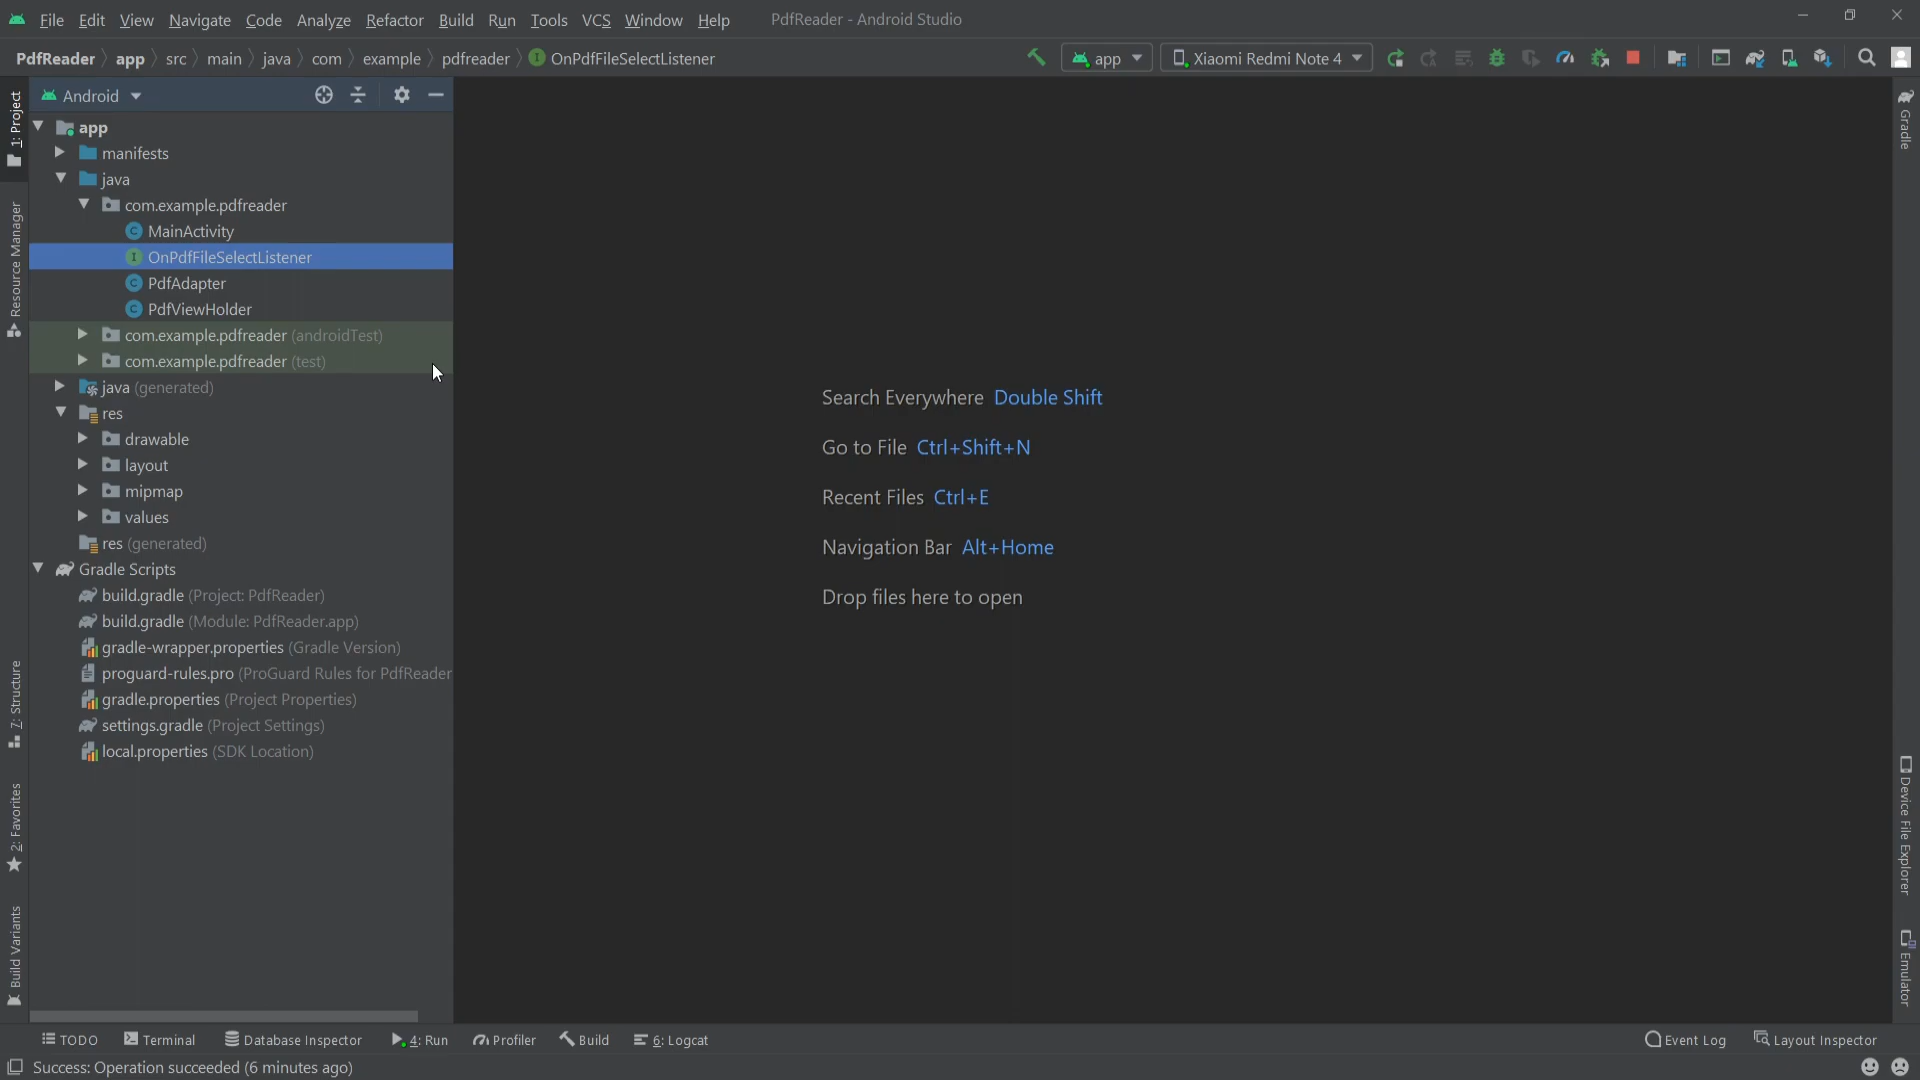 File Edit View Navigate Code Analyze Refactor Build Run Tools VCS Window Help PdfReader - Android Studio
PdfReader app src main java com example pdfreader OnPdfFileSelectListener app Xiaomi Redmi Note 4
Android
app
manifests
java
com.example.pdfreader
MainActivity
OnPdfFileSelectListener
PdfAdapter
PdfViewHolder
com.example.pdfreader (androidTest)
com.example.pdfreader (test)
java (generated)
res
drawable
layout
mipmap
values
res (generated)
Gradle Scripts
build.gradle (Project: PdfReader)
build.gradle (Module: PdfReader.app)
gradle-wrapper.properties (Gradle Version)
proguard-rules.pro (ProGuard Rules for PdfReader
gradle.properties (Project Properties)
settings.gradle (Project Settings)
local.properties (SDK Location)
1: Project
Resource Manager
7: Structure
2: Favorites
Build Variants
Search Everywhere Double Shift
Go to File Ctrl+Shift+N
Recent Files Ctrl+E
Navigation Bar Alt+Home
Drop files here to open
Gradle
Device File Explorer
Emulator
TODO Terminal Database Inspector 4: Run Profiler Build 6: Logcat Event Log Layout Inspector
Success: Operation succeeded (6 minutes ago)